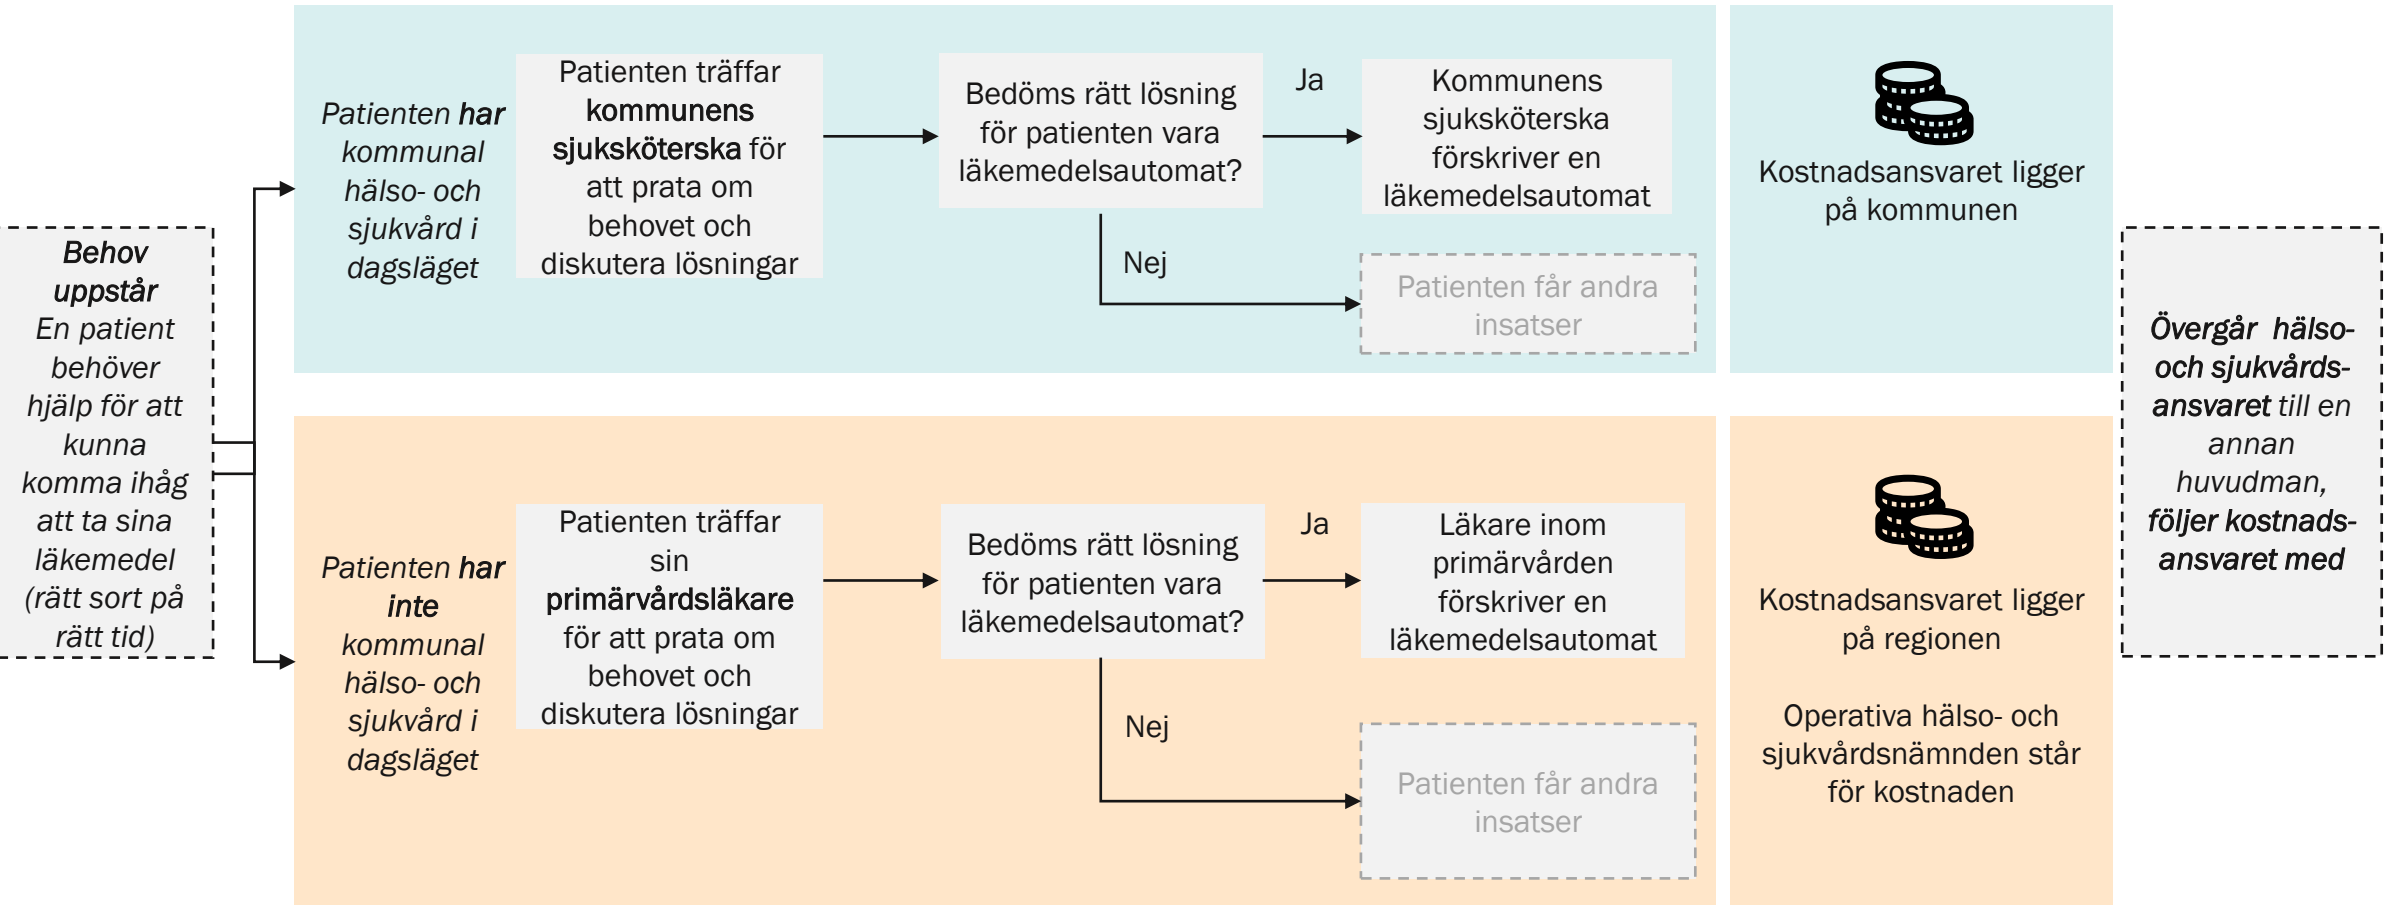 Behov
uppstår
En patient
behöver
hjälp för att
kunna
komma ihåg
att ta sina
läkemedel
(rätt sort på
rätt tid)
Patienten har
kommunal
hälso- och
sjukvård i
dagsläget
Patienten träffar
kommunens
sjuksköterska för
att prata om
behovet och
diskutera lösningar
Bedöms rätt lösning
för patienten vara
läkemedelsautomat?
Ja
Kommunens
sjuksköterska
förskriver en
läkemedelsautomat
Nej
Patienten får andra
insatser
Kostnadsansvaret ligger
på kommunen
Patienten har
inte
kommunal
hälso- och
sjukvård i
dagsläget
Patienten träffar
sin
primärvårdsläkare
för att prata om
behovet och
diskutera lösningar
Bedöms rätt lösning
för patienten vara
läkemedelsautomat?
Ja
Läkare inom
primärvården
förskriver en
läkemedelsautomat
Nej
Patienten får andra
insatser
Kostnadsansvaret ligger
på regionen
Operativa hälso- och
sjukvårdsnämnden står
för kostnaden
Övergår hälso-
och sjukvårds-
ansvaret till en
annan
huvudman,
följer kostnads-
ansvaret med